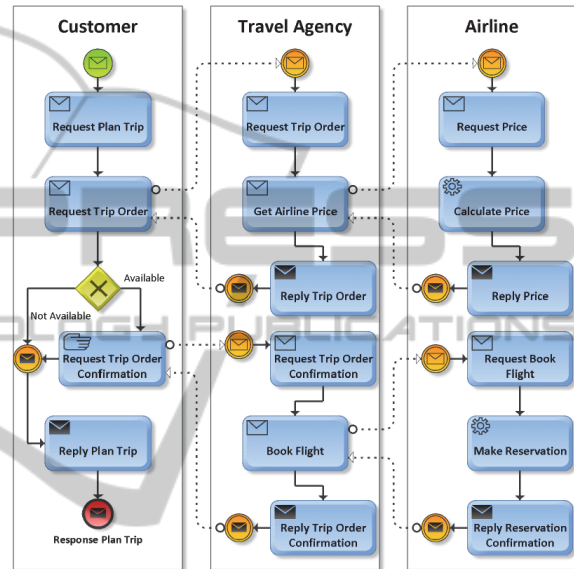 Customer
Request Plan Trip
Request Trip Order
Available
Not Available
Request Trip Order
Confirmation
Reply Plan Trip
Response Plan Trip
Travel Agency
Request Trip Order
Get Airline Price
Reply Trip Order
Request Trip Order
Confirmation
Book Flight
Reply Trip Order
Confirmation
Airline
Request Price
Calculate Price
Reply Price
Request Book
Flight
Make Reservation
Reply Reservation
Confirmation